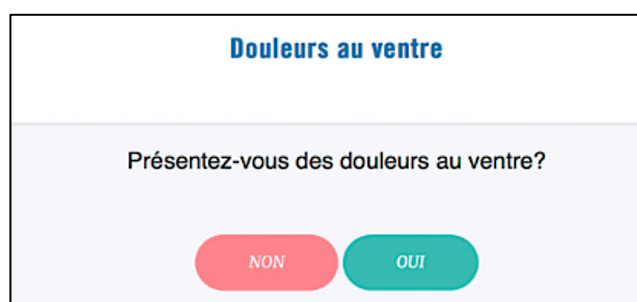 Douleurs au ventre
Présentez-vous des douleurs au ventre?
NON OUI